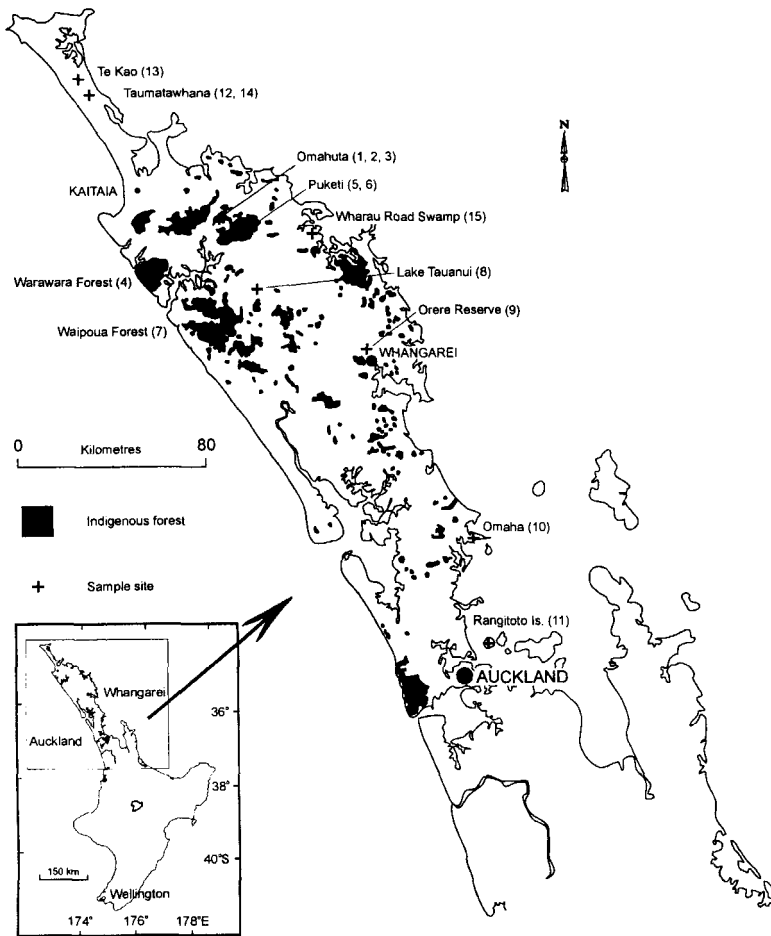 Te Kao (13)
Taumatawhana (12, 14)
N
Omahuta (1, 2, 3)
KAITAIA
Puketi (5, 6)
Wharau Road Swamp (15)
Warawara Forest (4)
Lake Tauanui (8)
Orere Reserve (9)
Waipoua Forest (7)
WHANGAREI
0 80
Kilometres
Indigenous forest
Omaha (10)
Sample site
Rangitoto Is. (11)
AUCKLAND
Whangarei
36°
Auckland
38°
150 km
40°S
Wellington
174° 176° 178°E